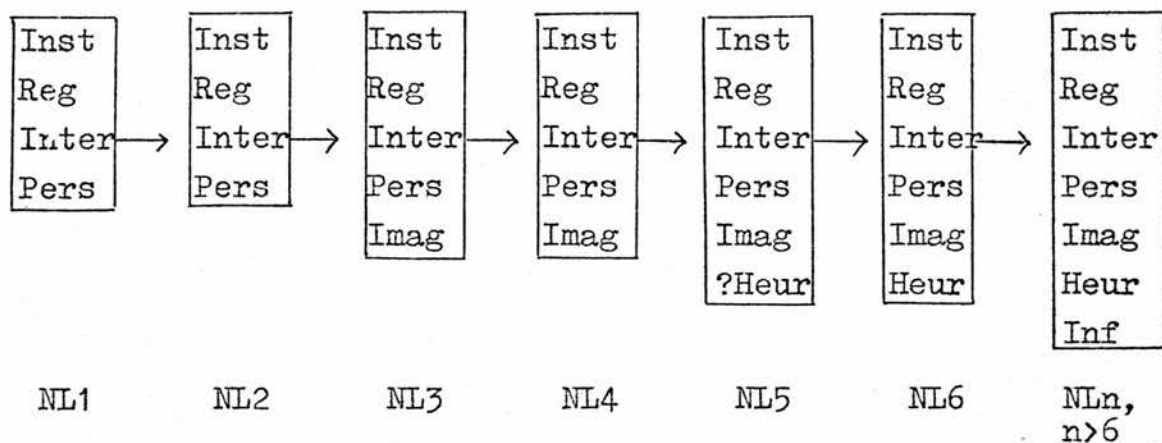 Inst Inst Inst Inst Inst Inst Inst
Reg Reg Reg Reg Reg Reg Reg
Inter Inter Inter Inter Inter Inter Inter
Pers Pers Pers Pers Pers Pers Pers
Imag Imag Imag Imag Imag
?Heur Heur Heur
Inf
NL1 NL2 NL3 NL4 NL5 NL6 NLn,
n>6